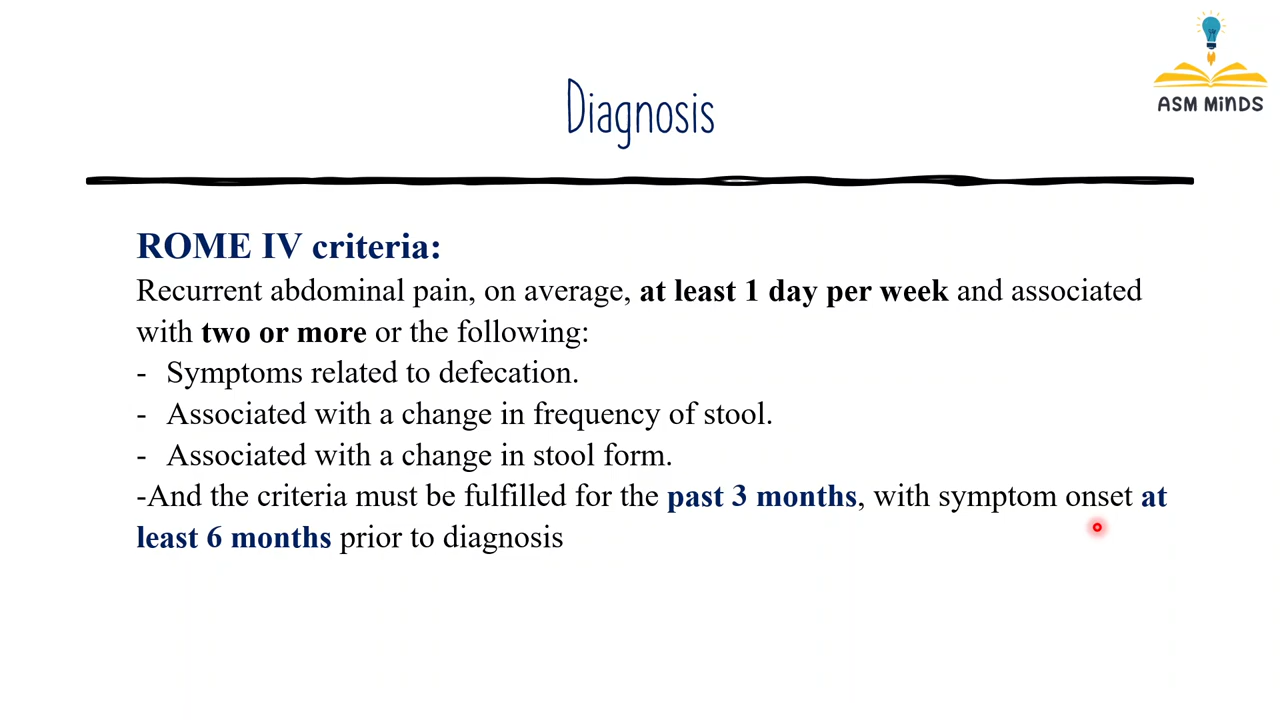 ASM MiNDS
Diagnosis
ROME IV criteria:
Recurrent abdominal pain, on average, at least 1 day per week and associated
with two or more or the following:
- Symptoms related to defecation.
- Associated with a change in frequency of stool.
- Associated with a change in stool form.
-And the criteria must be fulfilled for the past 3 months, with symptom onset at
least 6 months prior to diagnosis